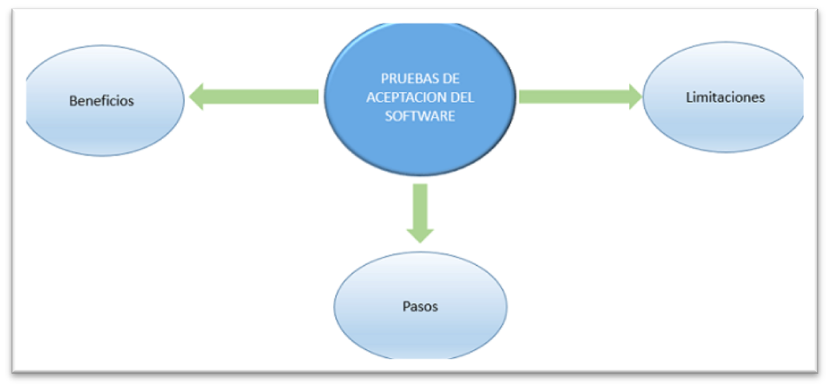 PRUEBAS DE
ACEPTACION DEL
SOFTWARE
Beneficios
Limitaciones
Pasos